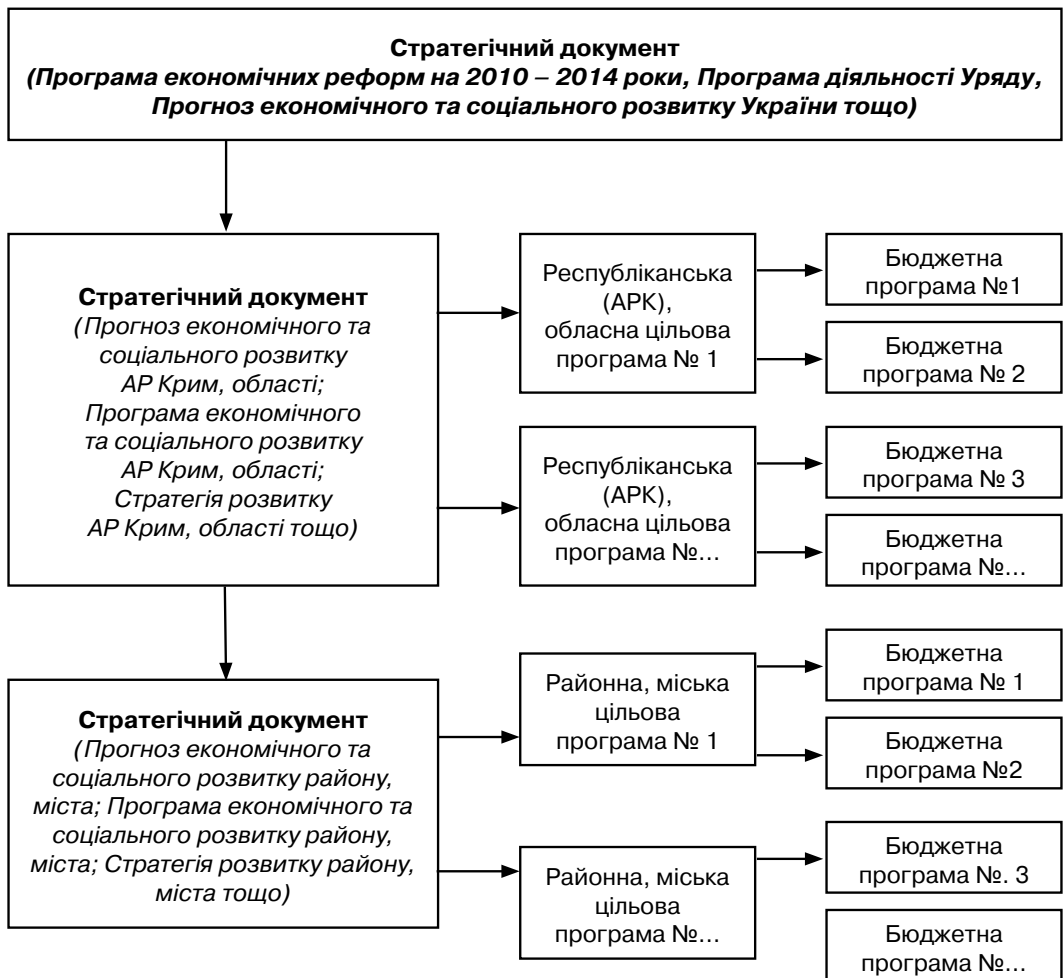 Стратегічний документ
(Програма економічних реформ на 2010 – 2014 роки, Програма діяльності Уряду,
Прогноз економічного та соціального розвитку України тощо)
Стратегічний документ
(Прогноз економічного та
соціального розвитку
АР Крим, області;
Програма економічного
та соціального розвитку
АР Крим, області;
Стратегія розвитку
АР Крим, області тощо)
Республіканська
(АРК),
обласна цільова
програма № 1
Бюджетна
програма №1
Бюджетна
програма № 2
Республіканська
(АРК),
обласна цільова
програма №...
Бюджетна
програма № 3
Бюджетна
програма №...
Стратегічний документ
(Прогноз економічного та
соціального розвитку району,
міста; Програма економічного та
соціального розвитку району,
міста; Стратегія розвитку району,
міста тощо)
Районна, міська
цільова
програма № 1
Бюджетна
програма № 1
Бюджетна
програма №2
Районна, міська
цільова
програма №...
Бюджетна
програма №. 3
Бюджетна
програма №...